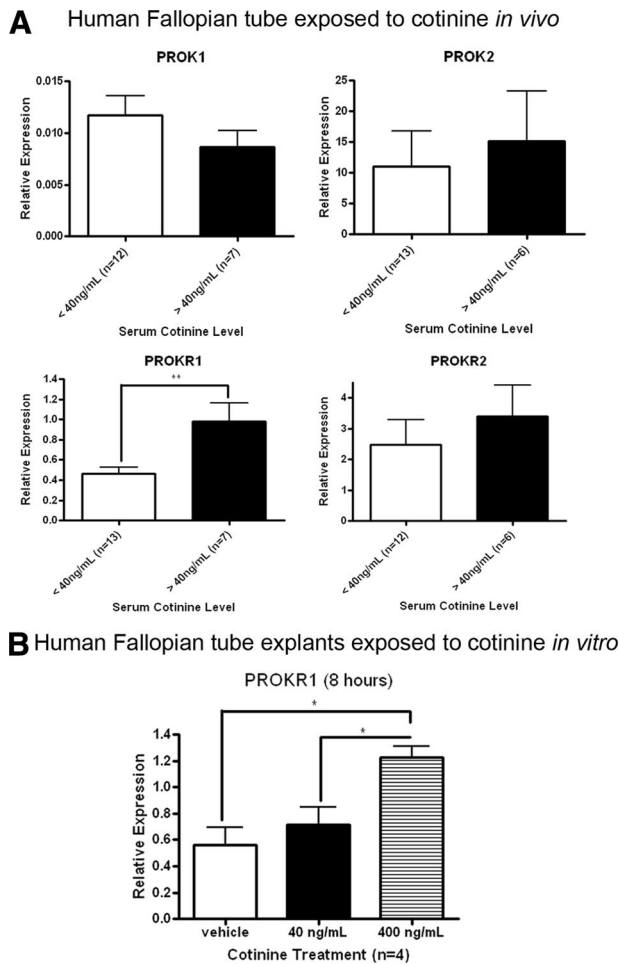 A Human Fallopian tube exposed to cotinine in vivo
PROK1
Relative Expression
0.015
0.010
0.005
0.000
< 40ng/mL (n=12)
> 40ng/mL (n=7)
Serum Cotinine Level
PROK2
Relative Expression
25
20
15
10
5
0
< 40ng/mL (n=13)
> 40ng/mL (n=6)
Serum Cotinine Level
PROKR1
**
Relative Expression
1.4
1.2
1.0
0.8
0.6
0.4
0.2
0.0
< 40ng/mL (n=13)
> 40ng/mL (n=7)
Serum Cotinine Level
PROKR2
Relative Expression
4
3
2
1
0
< 40ng/mL (n=12)
> 40ng/mL (n=6)
Serum Cotinine Level
B Human Fallopian tube explants exposed to cotinine in vitro
PROKR1 (8 hours)
*
*
Relative Expression
1.4
1.2
1.0
0.8
0.6
0.4
0.2
0.0
vehicle 40 ng/mL 400 ng/mL
Cotinine Treatment (n=4)